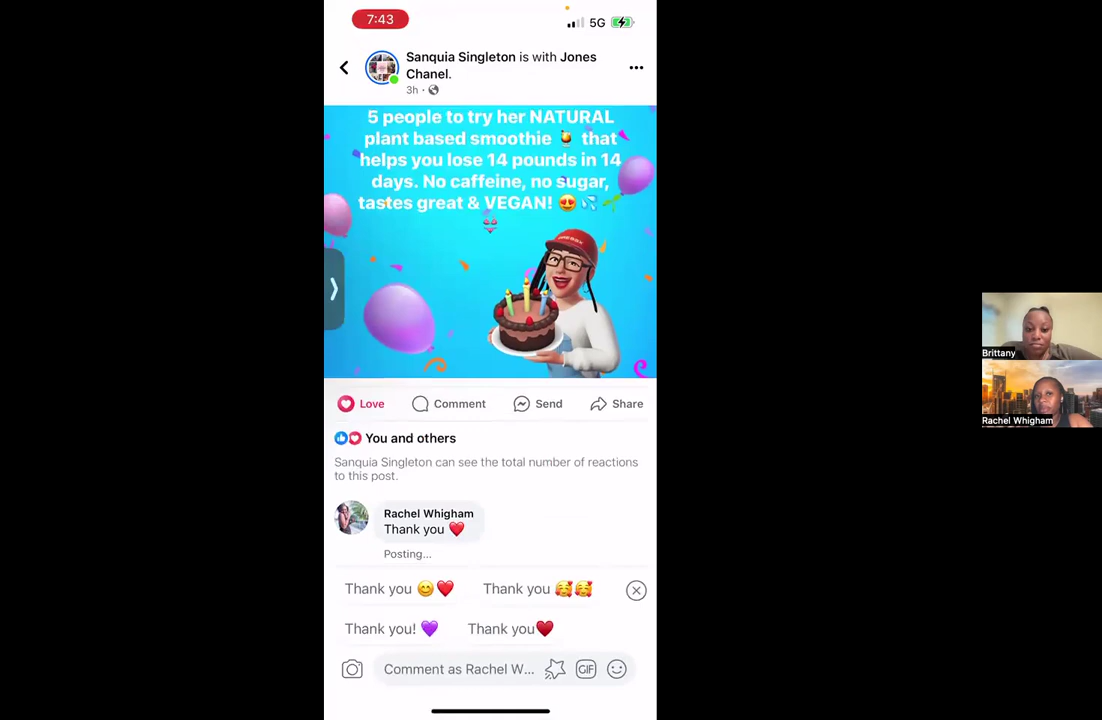 7:43
5G
Sanquia Singleton is with Jones
Chanel.
3h
5 people to try her NATURAL
plant based smoothie 🍹 that
helps you lose 14 pounds in 14
days. No caffeine, no sugar,
tastes great & VEGAN! 😍💦🌱
👙
Love
Comment
Send
Share
You and others
Sanquia Singleton can see the total number of reactions
to this post.
Rachel Whigham
Thank you ❤️
Posting...
Thank you 😊❤️
Thank you 🥰🥰
Thank you! 💜
Thank you♥️
Comment as Rachel W...
GIF
Brittany
Rachel Whigham